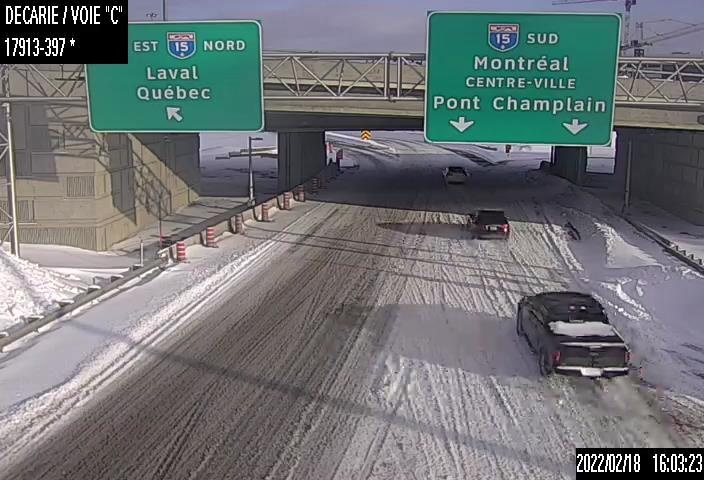 DECARIE / VOIE "C"
17913-397 *
EST 15 NORD
Laval
Québec
15 SUD
Montréal
CENTRE-VILLE
Pont Champlain
2022/02/18 16:03:23